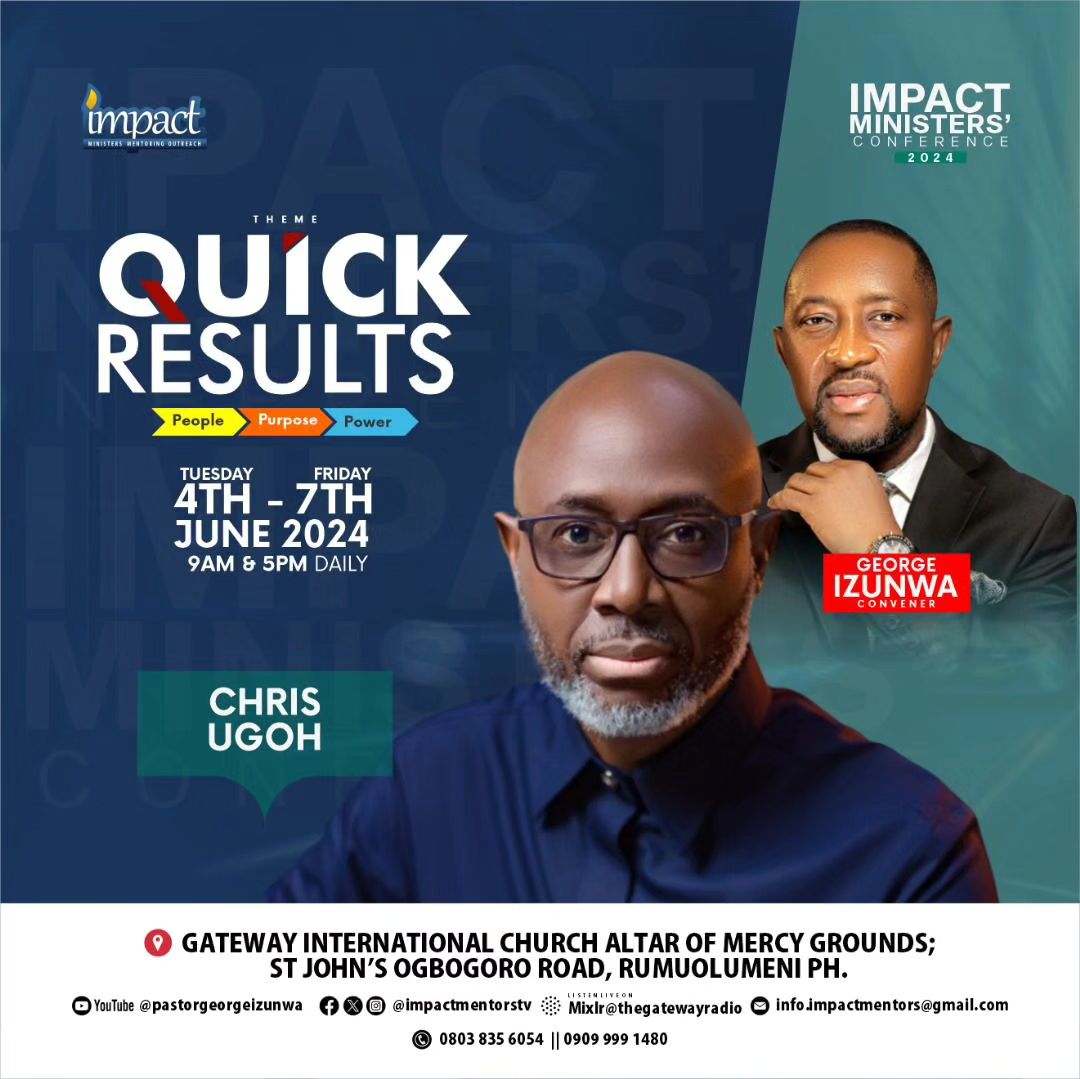 impact
MINISTERS MENTORING OUTREACH
IMPACT
MINISTERS'
CONFERENCE
2024
THEME
QUICK
RESULTS
People Purpose Power
TUESDAY FRIDAY
4TH - 7TH
JUNE 2024
9AM & 5PM DAILY
GEORGE
IZUNWA
CONVENER
CHRIS
UGOH
GATEWAY INTERNATIONAL CHURCH ALTAR OF MERCY GROUNDS;
ST JOHN'S OGBOGORO ROAD, RUMUOLUMENI PH.
YouTube @pastorgeorgeizunwa @impactmentorstv LISTEN LIVE ON Mixlr@thegatewayradio info.impactmentors@gmail.com
0803 835 6054 || 0909 999 1480